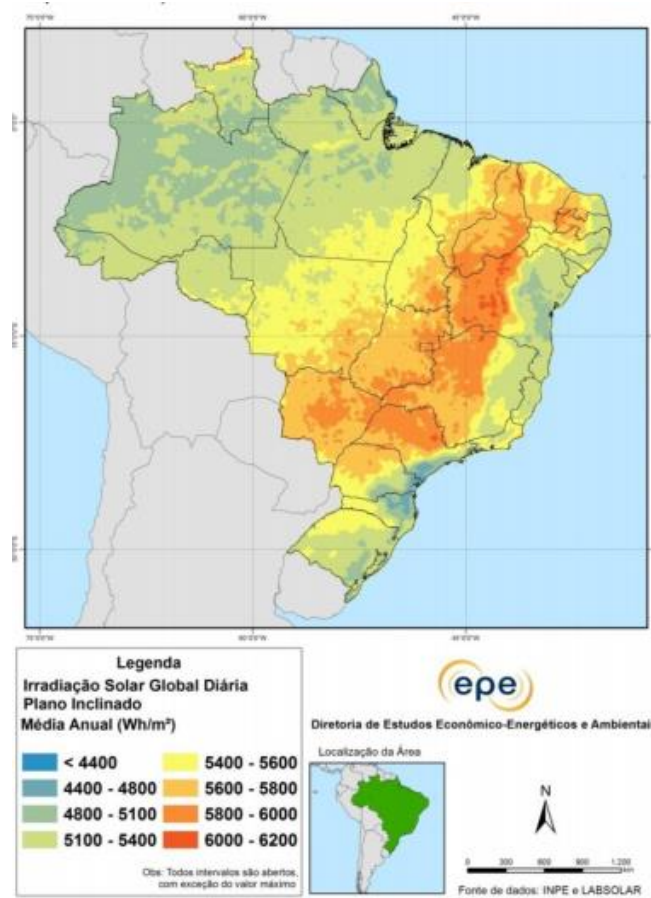 70°0'0"W
Legenda
Irradiação Solar Global Diária
Plano Inclinado
Média Anual (Wh/m²)
< 4400
4400 - 4800
4800 - 5100
5100 - 5400
5400 - 5600
5600 - 5800
5800 - 6000
6000 - 6200
Obs: Todos intervalos são abertos,
com exceção do valor máximo
epe
Diretoria de Estudos Econômico-Energéticos e Ambientai
Localização da Área
N
0 300 600 900 1.200
Fonte de dados: INPE e LABSOLAR